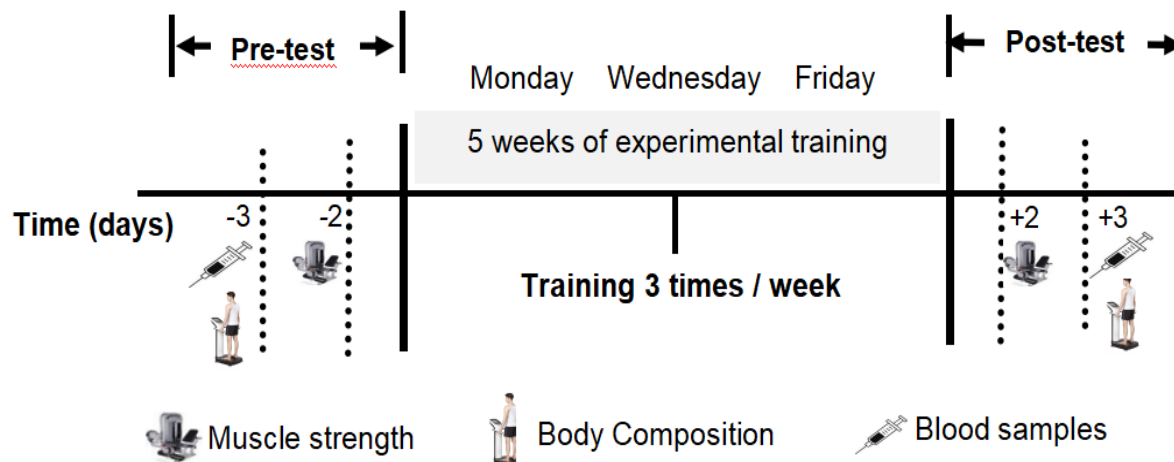 Pre-test
Post-test
Monday Wednesday Friday
5 weeks of experimental training
Time (days) -3 -2 +2 +3
Training 3 times / week
Muscle strength Body Composition Blood samples